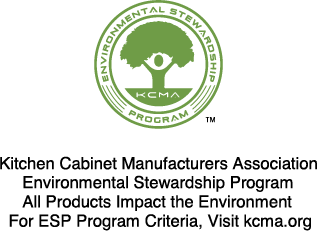 ENVIRONMENTAL STEWARDSHIP
KCMA
PROGRAM
TM
Kitchen Cabinet Manufacturers Association
Environmental Stewardship Program
All Products Impact the Environment
For ESP Program Criteria, Visit kcma.org